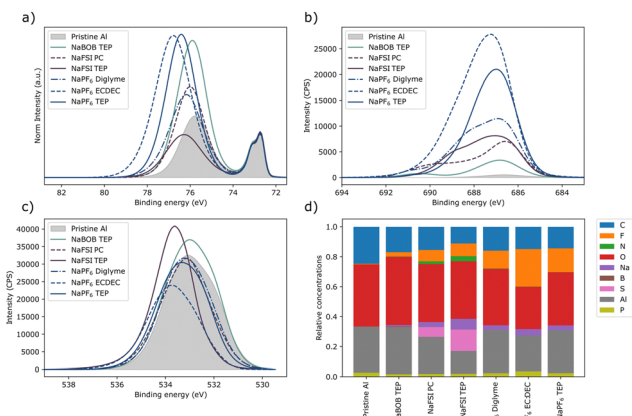 a)
Pristine Al
NaBOB TEP
NaFSI PC
NaFSI TEP
NaPF6 Diglyme
NaPF6 ECDEC
NaPF6 TEP
Norm Intensity (a.u.)
82 80 78 76 74 72
Binding energy (eV)
b)
Pristine Al
NaBOB TEP
NaFSI PC
NaFSI TEP
NaPF6 Diglyme
NaPF6 ECDEC
NaPF6 TEP
Intensity (CPS)
25000
20000
15000
10000
5000
0
694 692 690 688 686 684
Binding energy (eV)
c)
Pristine Al
NaBOB TEP
NaFSI PC
NaFSI TEP
NaPF6 Diglyme
NaPF6 ECDEC
NaPF6 TEP
Intensity (CPS)
40000
35000
30000
25000
20000
15000
10000
5000
0
538 536 534 532 530
Binding energy (eV)
d)
Relative concentrations
1.0
0.8
0.6
0.4
0.2
0.0
Pristine Al
NaBOB TEP
NaFSI PC
NaFSI TEP
6 Diglyme
6 EC:DEC
NaPF6 TEP
C
F
N
O
Na
B
S
Al
P